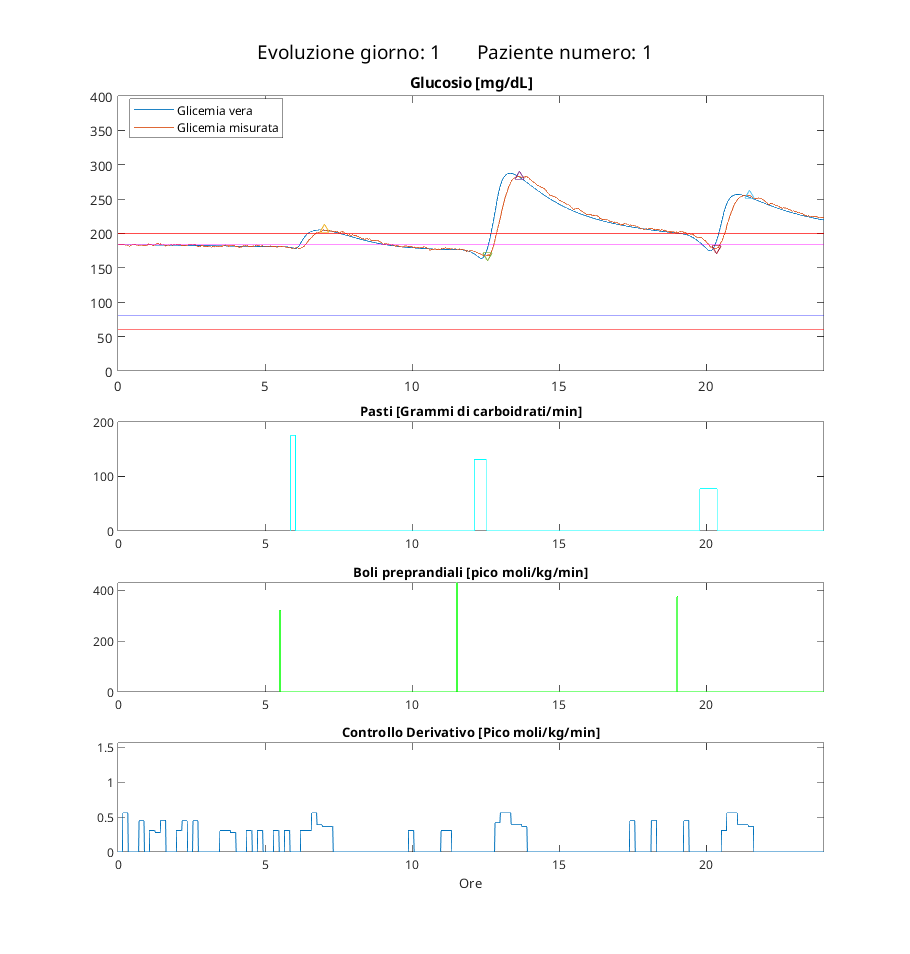 Evoluzione giorno: 1 Paziente numero: 1
Glucosio [mg/dL]
400
350
300
250
200
150
100
50
0
Glicemia vera
Glicemia misurata
0 5 10 15 20
Pasti [Grammi di carboidrati/min]
200
100
0
0 5 10 15 20
Boli preprandiali [pico moli/kg/min]
400
200
0
0 5 10 15 20
Controllo Derivativo [Pico moli/kg/min]
1.5
1
0.5
0
0 5 10 15 20
Ore